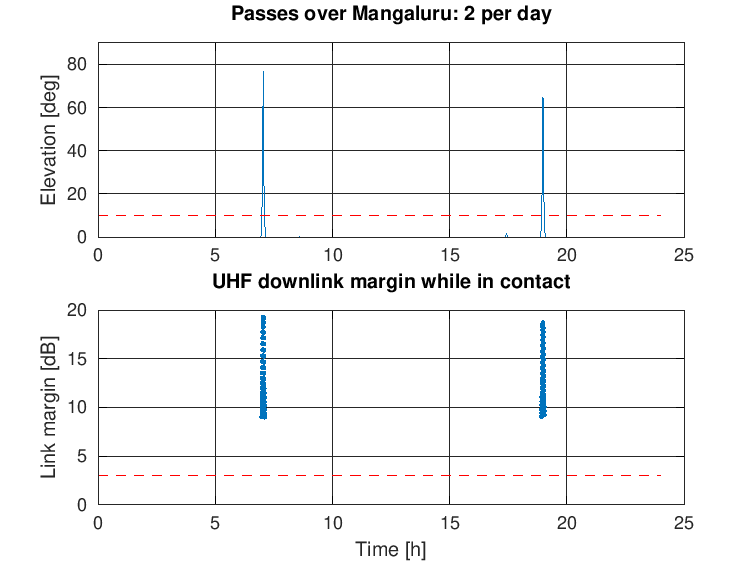 Passes over Mangaluru: 2 per day
Elevation [deg]
80
60
40
20
0
0 5 10 15 20 25
UHF downlink margin while in contact
Link margin [dB]
20
15
10
5
0
0 5 10 15 20 25
Time [h]